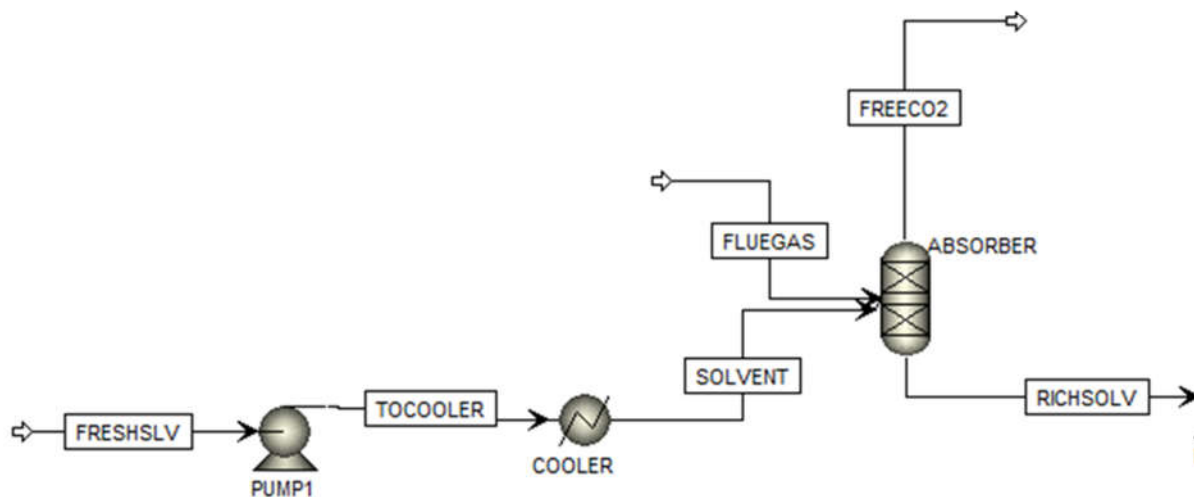 FREECO2
FLUEGAS
ABSORBER
SOLVENT
RICHSOLV
TOCOOLER
FRESHSLV
COOLER
PUMP1